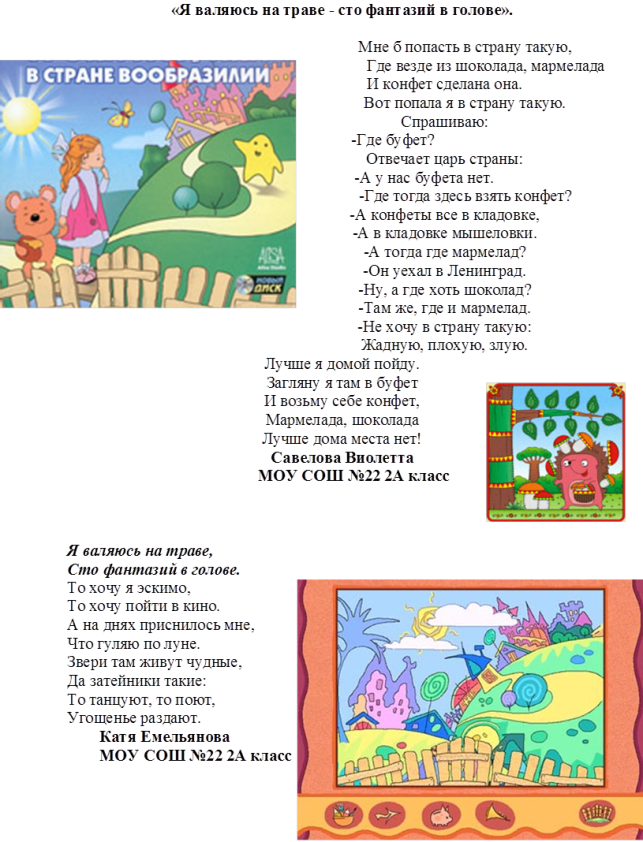 «Я валяюсь на траве - сто фантазий в голове».
В СТРАНЕ ВООБРАЗИЛИИ
НОВЫЙ
ДИСК
Мне б попасть в страну такую,
Где везде из шоколада, мармелада
И конфет сделана она.
Вот попала я в страну такую.
Спрашиваю:
-Где буфет?
Отвечает царь страны:
-А у нас буфета нет.
-Где тогда здесь взять конфет?
-А конфеты все в кладовке,
-А в кладовке мышеловки.
-А тогда где мармелад?
-Он уехал в Ленинград.
-Ну, а где хоть шоколад?
-Там же, где и мармелад.
-Не хочу в страну такую:
Жадную, плохую, злую.
Лучше я домой пойду.
Загляну я там в буфет
И возьму себе конфет,
Мармелада, шоколада
Лучше дома места нет!
Савелова Виолетта
МОУ СОШ №22 2А класс
Я валяюсь на траве,
Сто фантазий в голове.
То хочу я эскимо,
То хочу пойти в кино.
А на днях приснилось мне,
Что гуляю по луне.
Звери там живут чудные,
Да затейники такие:
То танцуют, то поют,
Угощенье раздают.
Катя Емельянова
МОУ СОШ №22 2А класс